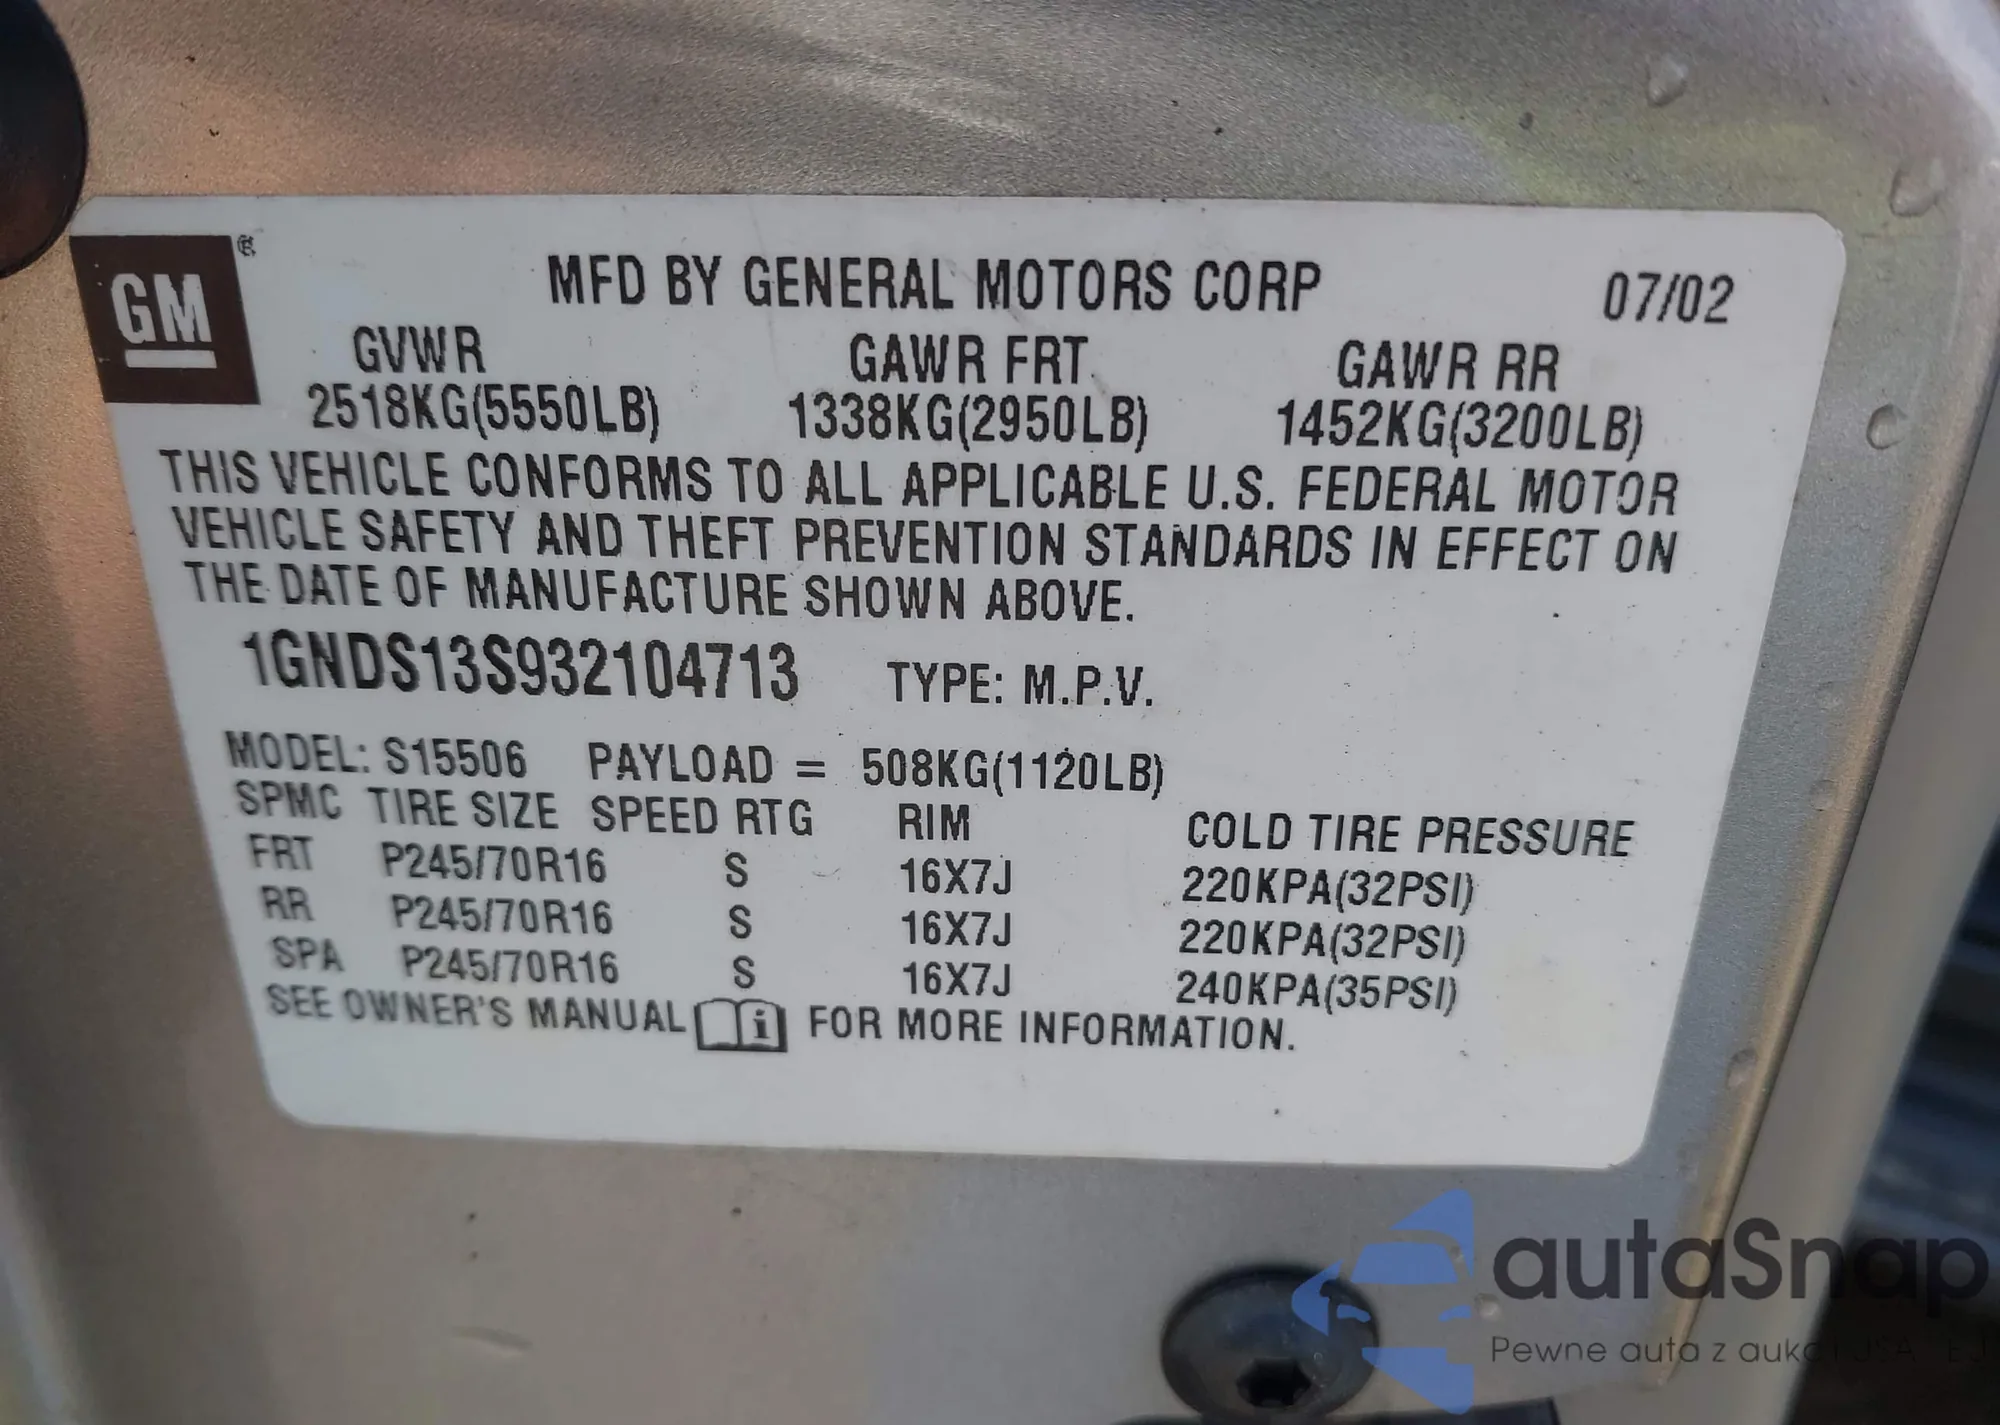 GM ®
MFD BY GENERAL MOTORS CORP 07/02
GVWR GAWR FRT GAWR RR
2518KG(5550LB) 1338KG(2950LB) 1452KG(3200LB)
THIS VEHICLE CONFORMS TO ALL APPLICABLE U.S. FEDERAL MOTOR
VEHICLE SAFETY AND THEFT PREVENTION STANDARDS IN EFFECT ON
THE DATE OF MANUFACTURE SHOWN ABOVE.
1GNDS13S932104713 TYPE: M.P.V.
MODEL: S15506 PAYLOAD = 508KG(1120LB)
SPMC TIRE SIZE SPEED RTG RIM COLD TIRE PRESSURE
FRT P245/70R16 S 16X7J 220KPA(32PSI)
RR P245/70R16 S 16X7J 220KPA(32PSI)
SPA P245/70R16 S 16X7J 240KPA(35PSI)
SEE OWNER'S MANUAL i FOR MORE INFORMATION.
autaSnap
Pewne auta z